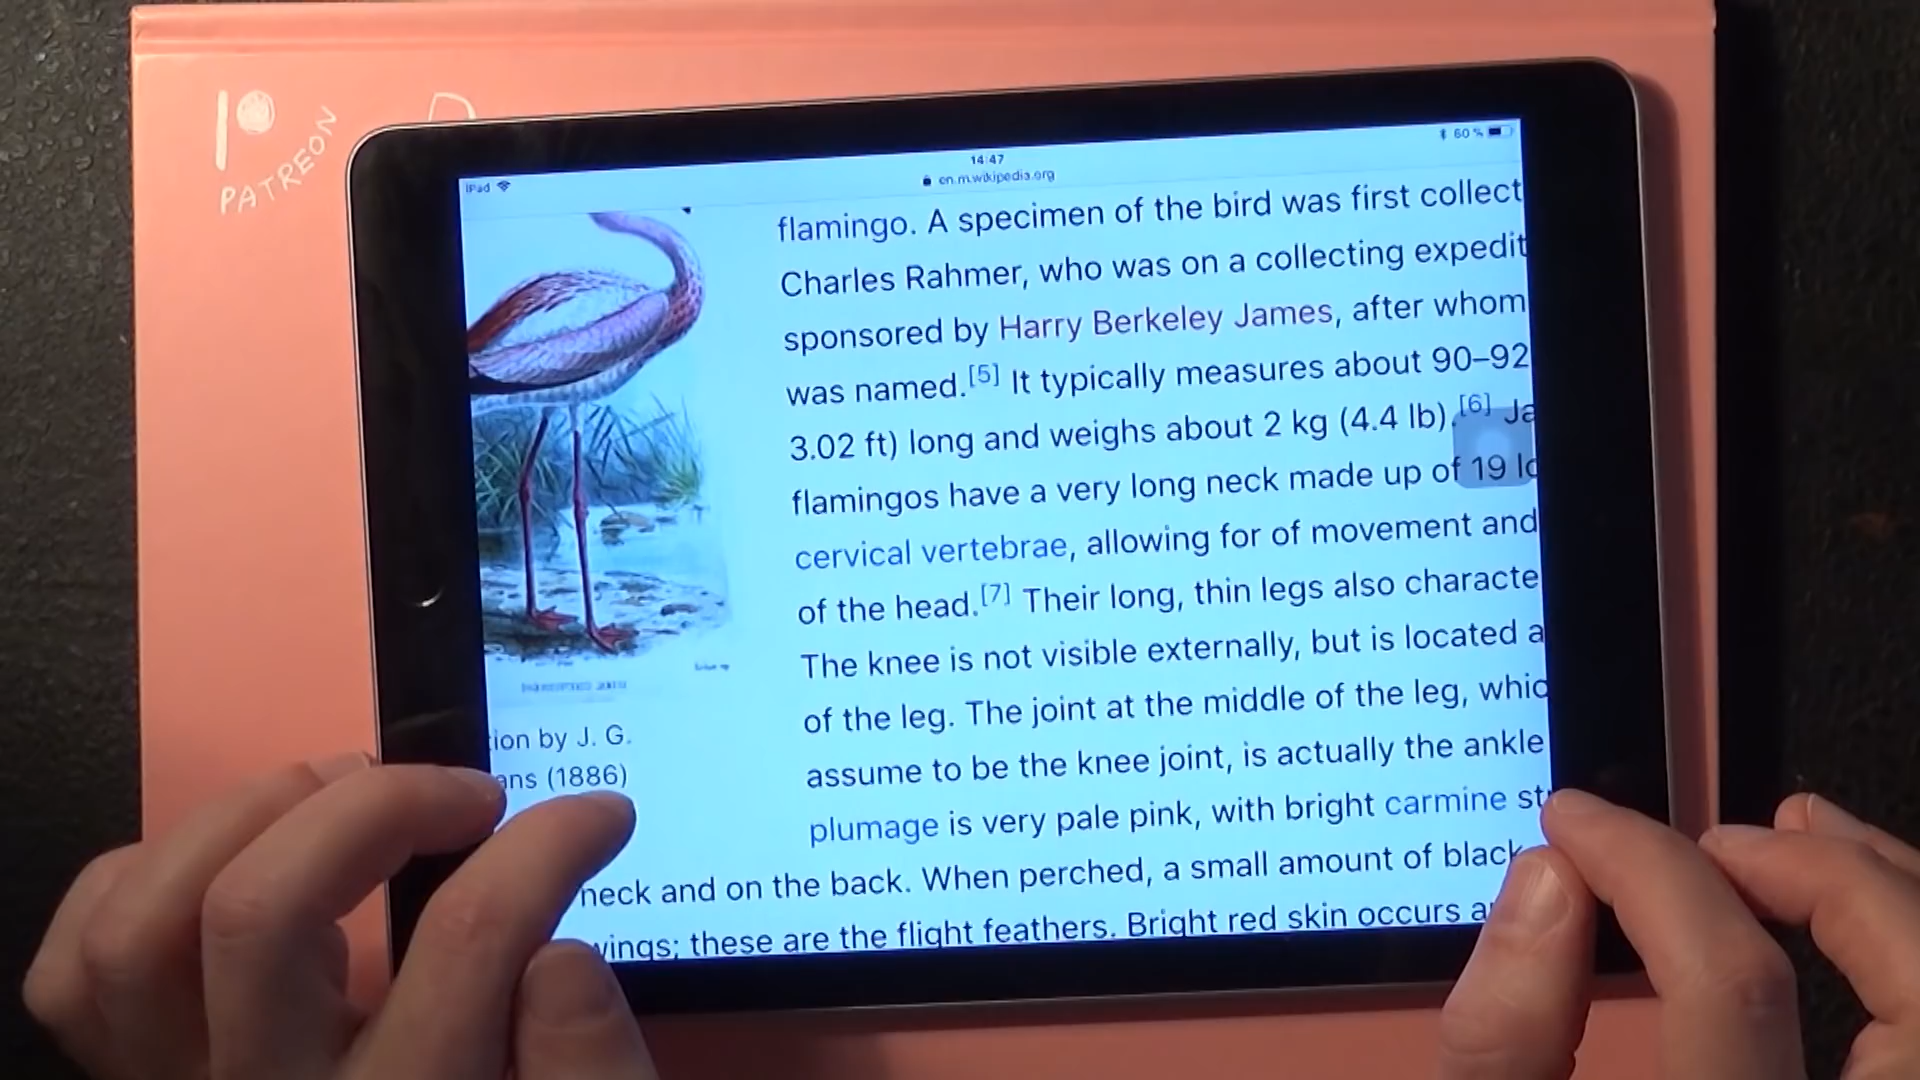 PATREON
iPad
14:47
60 %
en.m.wikipedia.org
flamingo. A specimen of the bird was first collect
Charles Rahmer, who was on a collecting expedit
sponsored by Harry Berkeley James, after whom
was named.[5] It typically measures about 90–92
3.02 ft) long and weighs about 2 kg (4.4 lb).[6] Ja
flamingos have a very long neck made up of 19 lo
cervical vertebrae, allowing for of movement and
of the head.[7] Their long, thin legs also characte
The knee is not visible externally, but is located a
of the leg. The joint at the middle of the leg, whic
assume to be the knee joint, is actually the ankle
plumage is very pale pink, with bright carmine st
neck and on the back. When perched, a small amount of black
wings; these are the flight feathers. Bright red skin occurs a
ion by J. G.
ans (1886)